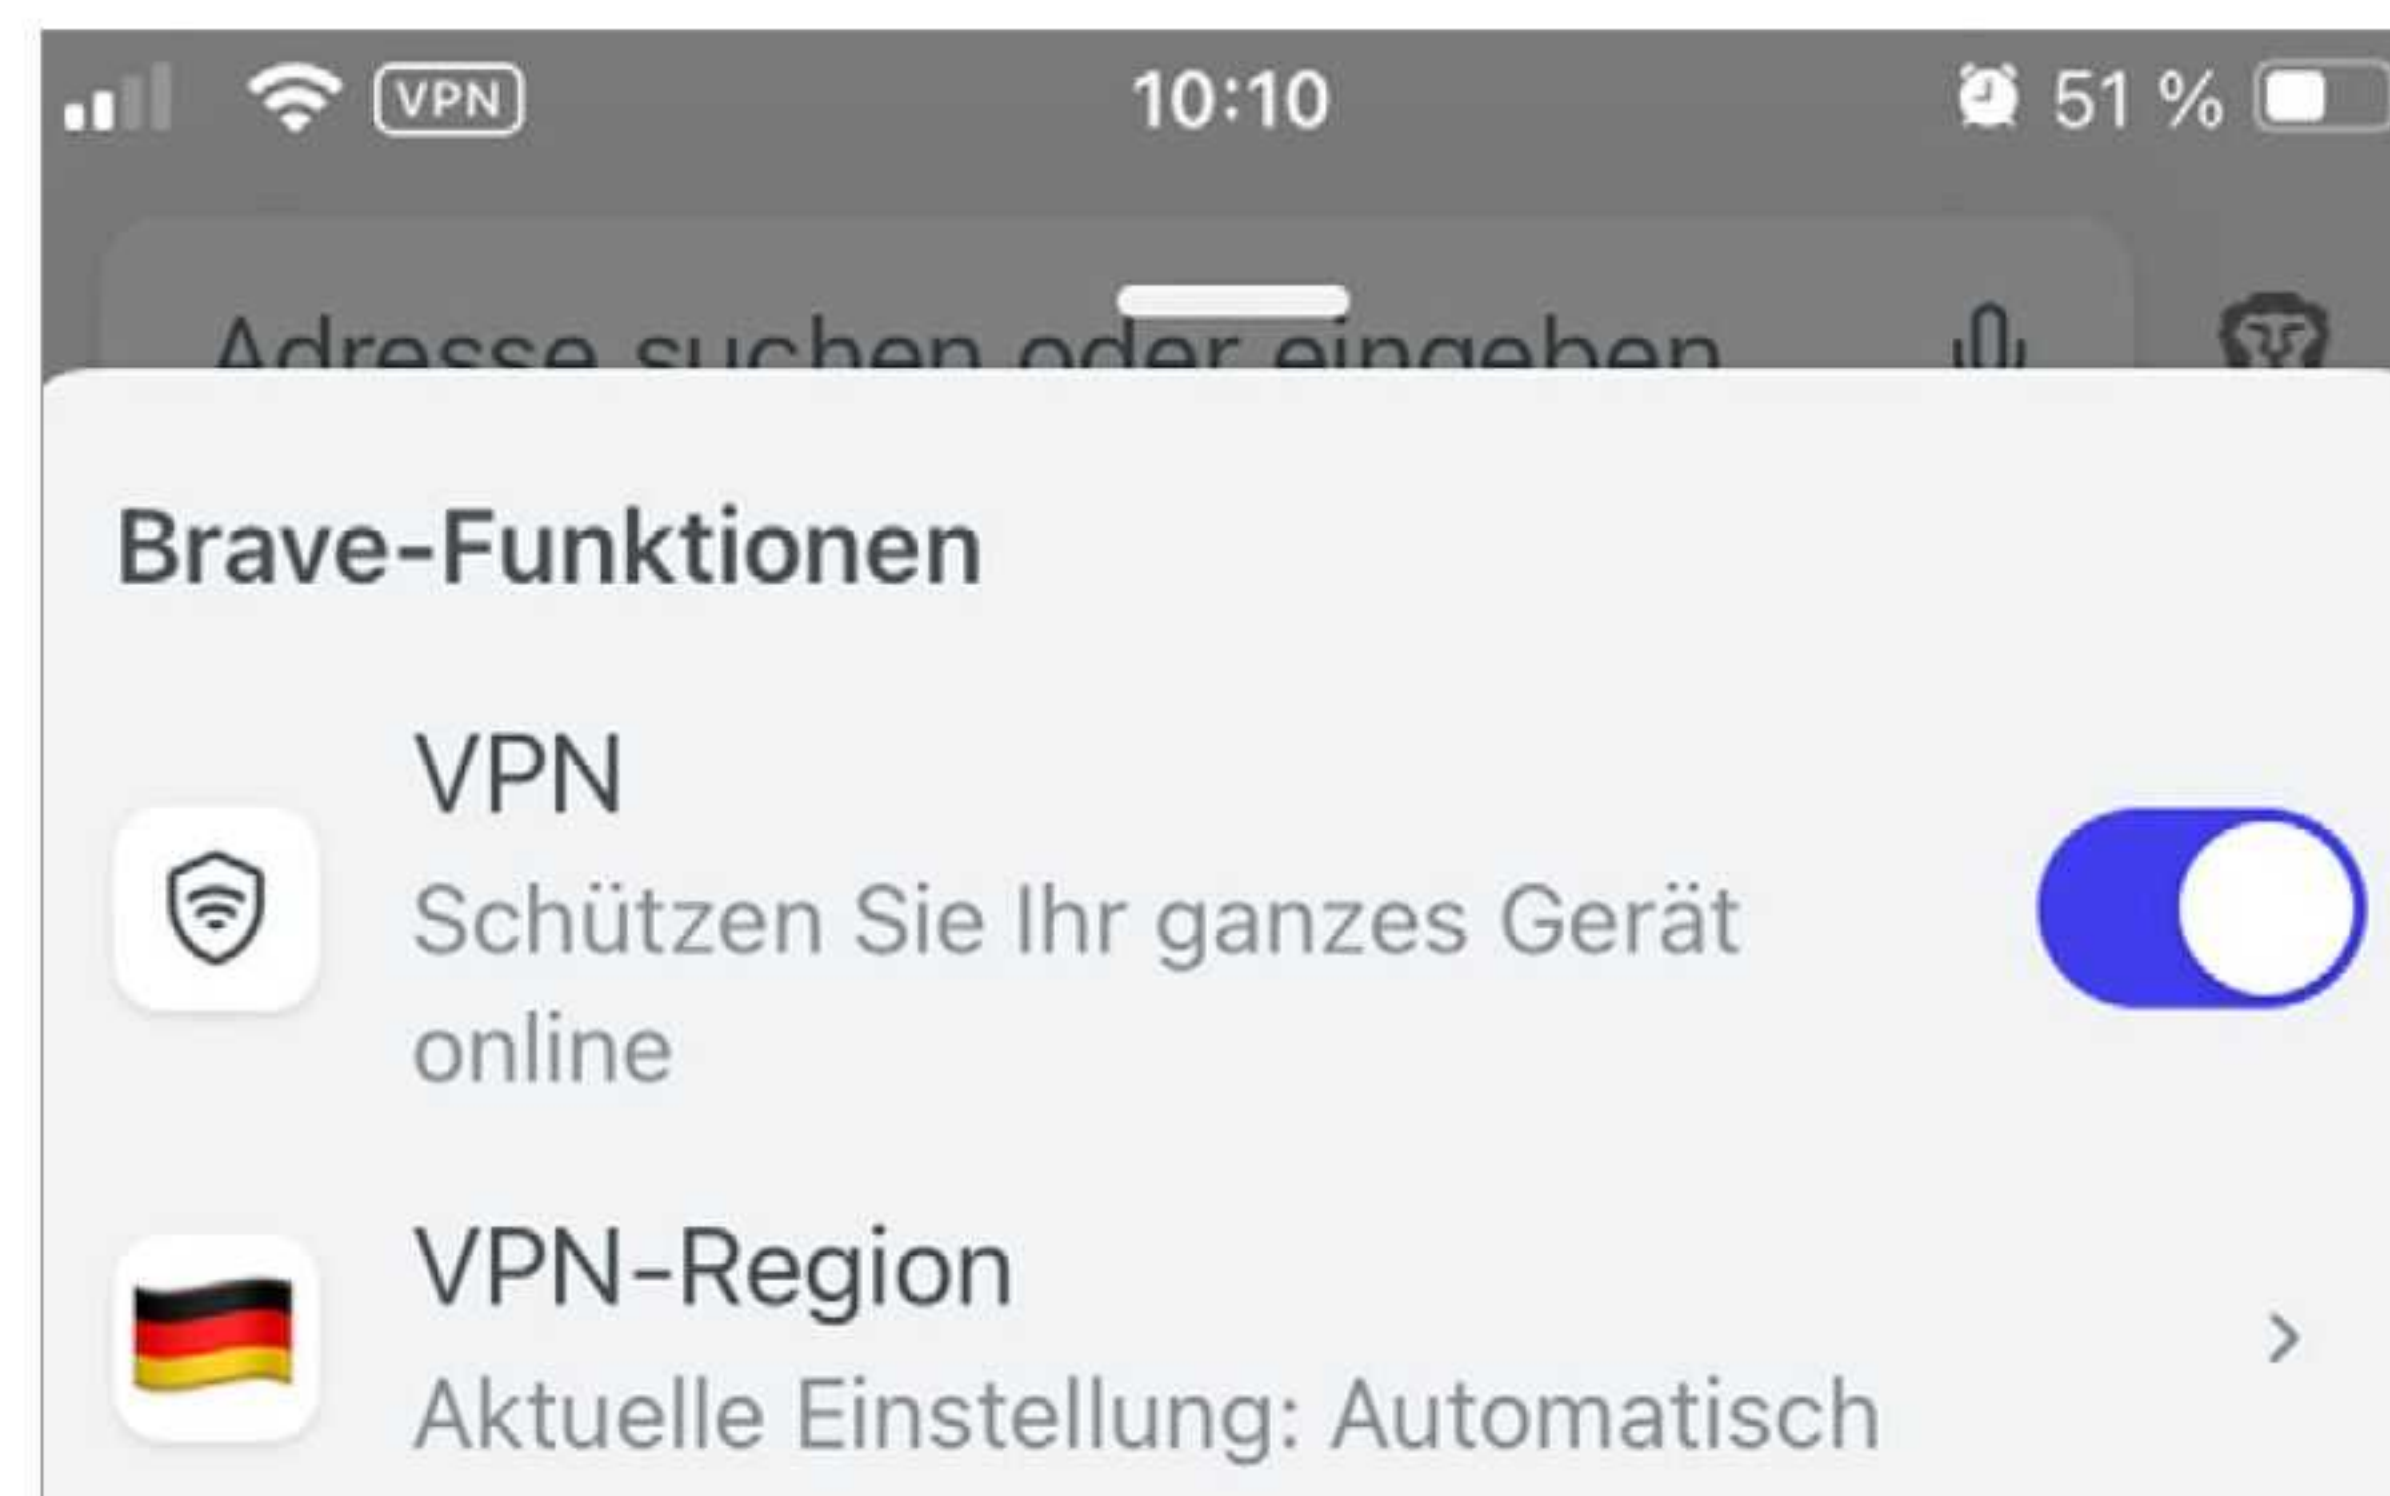 VPN 10:10 51 %
Adresse suchen oder eingeben
Brave-Funktionen
VPN
Schützen Sie Ihr ganzes Gerät
online
VPN-Region
Aktuelle Einstellung: Automatisch